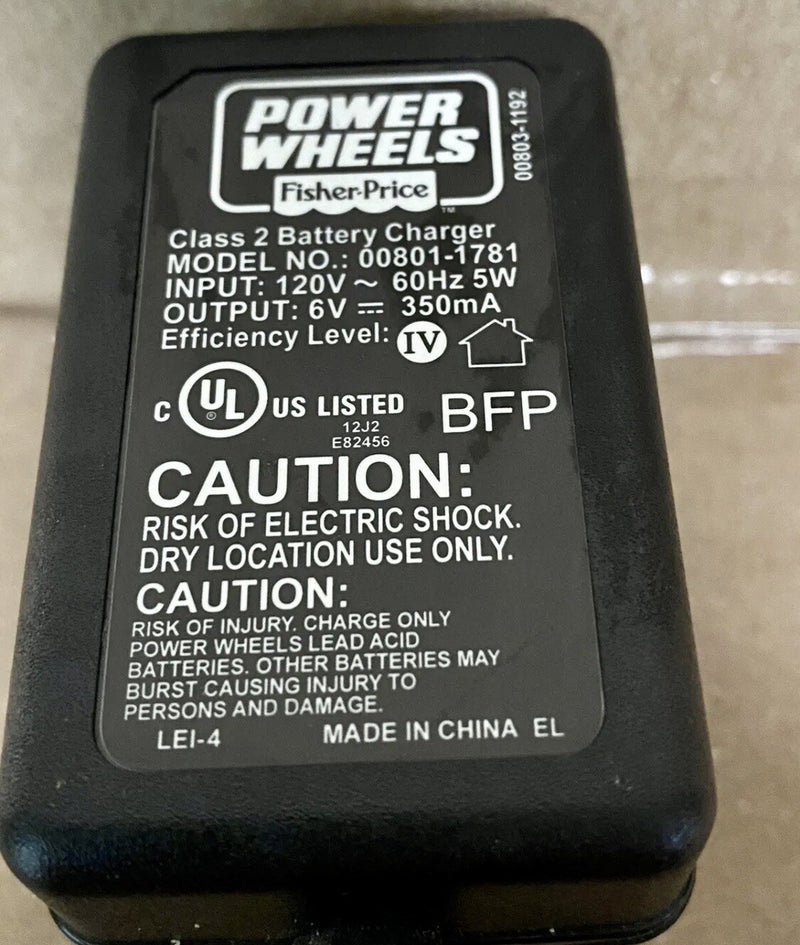 POWER
WHEELS
Fisher-Price
™
00803-1192
Class 2 Battery Charger
MODEL NO.: 00801-1781
INPUT: 120V ~ 60Hz 5W
OUTPUT: 6V ⎓ 350mA
Efficiency Level: IV
C UL ® US LISTED BFP
12J2
E82456
CAUTION:
RISK OF ELECTRIC SHOCK.
DRY LOCATION USE ONLY.
CAUTION:
RISK OF INJURY. CHARGE ONLY
POWER WHEELS LEAD ACID
BATTERIES. OTHER BATTERIES MAY
BURST CAUSING INJURY TO
PERSONS AND DAMAGE.
LEI-4 MADE IN CHINA EL